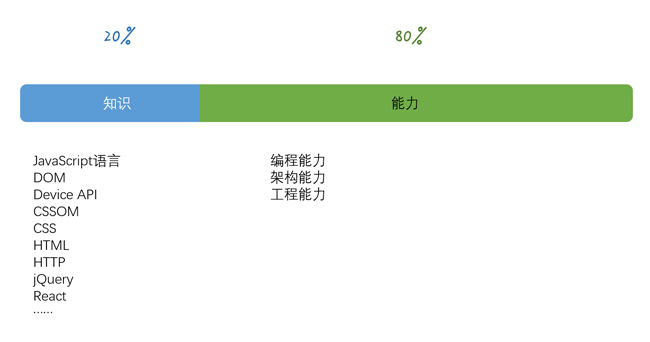 20%
80%
知识
能力
JavaScript语言
DOM
Device API
CSSOM
CSS
HTML
HTTP
jQuery
React
……
编程能力
架构能力
工程能力